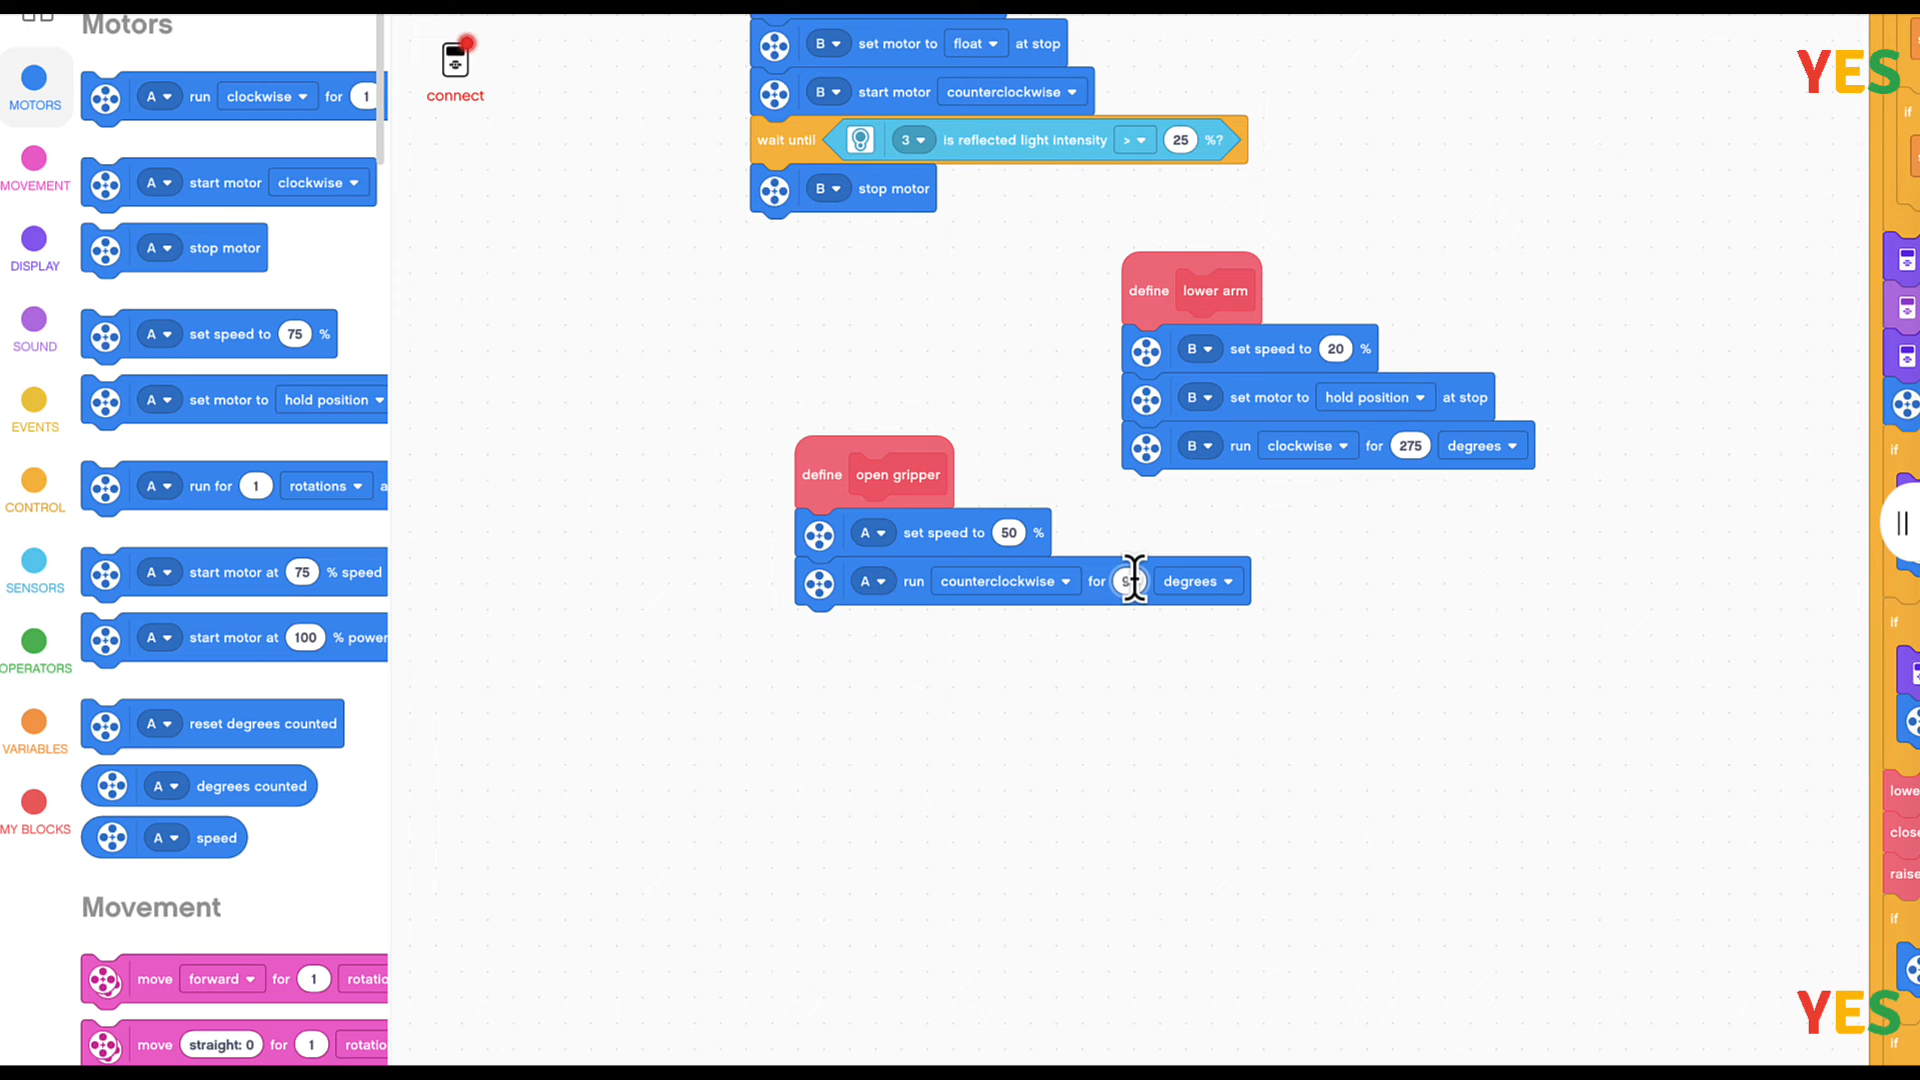 Motors
MOTORS
MOVEMENT
DISPLAY
SOUND
EVENTS
CONTROL
SENSORS
OPERATORS
VARIABLES
MY BLOCKS
A run clockwise for 1
A start motor clockwise
A stop motor
A set speed to 75 %
A set motor to hold position
A run for 1 rotations
A start motor at 75 % speed
A start motor at 100 % power
A reset degrees counted
A degrees counted
A speed
Movement
move forward for 1
move straight: 0 for 1
connect
B set motor to float at stop
B start motor counterclockwise
wait until 3 is reflected light intensity > 25 %?
B stop motor
define lower arm
B set speed to 20 %
B set motor to hold position at stop
B run clockwise for 275 degrees
define open gripper
A set speed to 50 %
A run counterclockwise for degrees
YES
if
if
if
if
if
YES